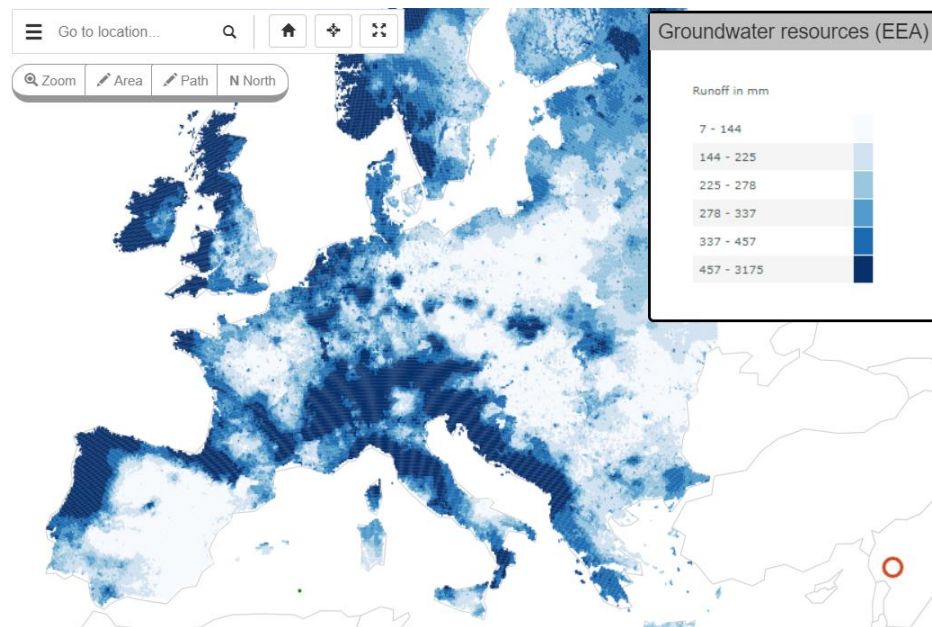 Go to location...
Zoom
Area
Path
N North
Groundwater resources (EEA)
Runoff in mm
7 - 144
144 - 225
225 - 278
278 - 337
337 - 457
457 - 3175